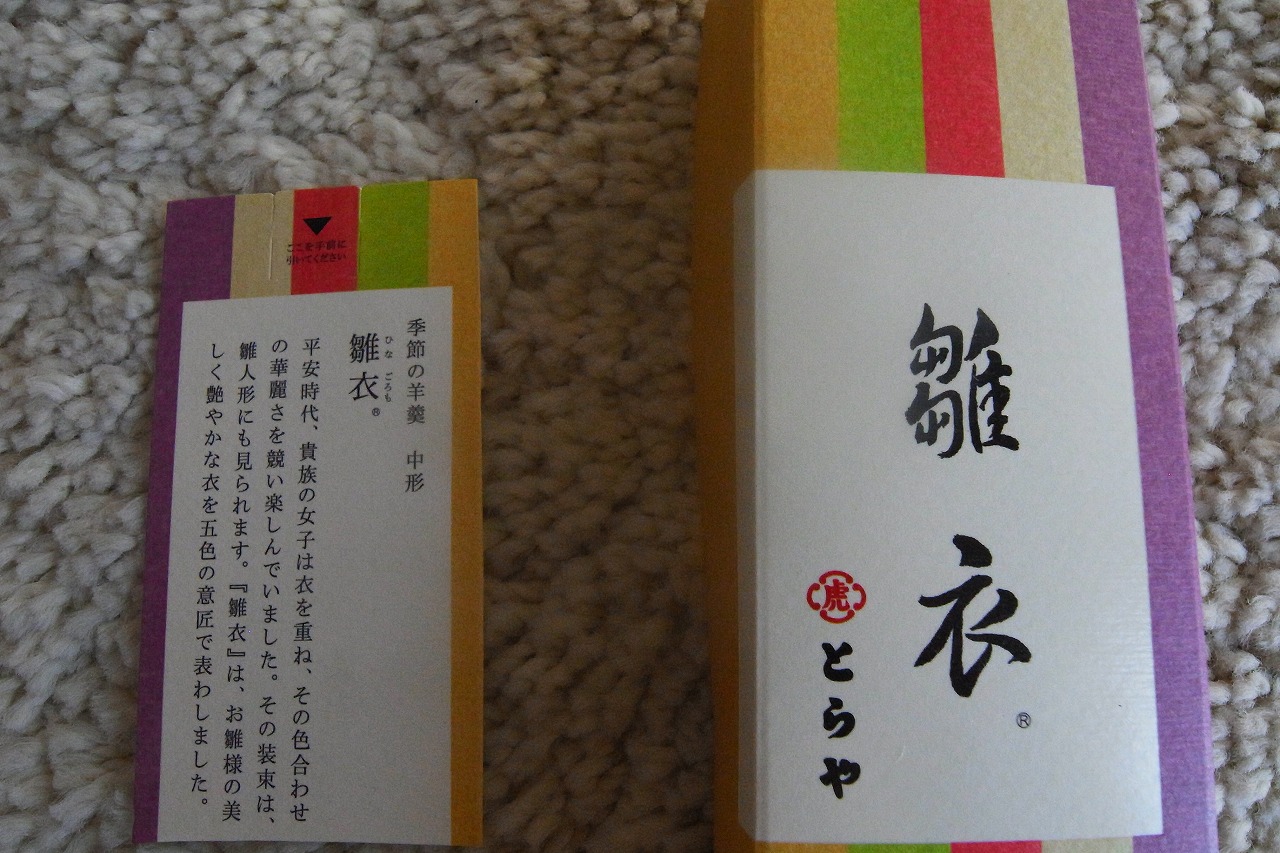 ここを手前に
引いてください
季節の羊羹　中形
雛衣®
ひな ごろも
平安時代、貴族の女子は衣を重ね、その色合わせ
の華麗さを競い楽しんでいました。その装束は、
雛人形にも見られます。『雛衣』は、お雛様の美
しく艶やかな衣を五色の意匠で表わしました。
雛衣®
虎
とらや